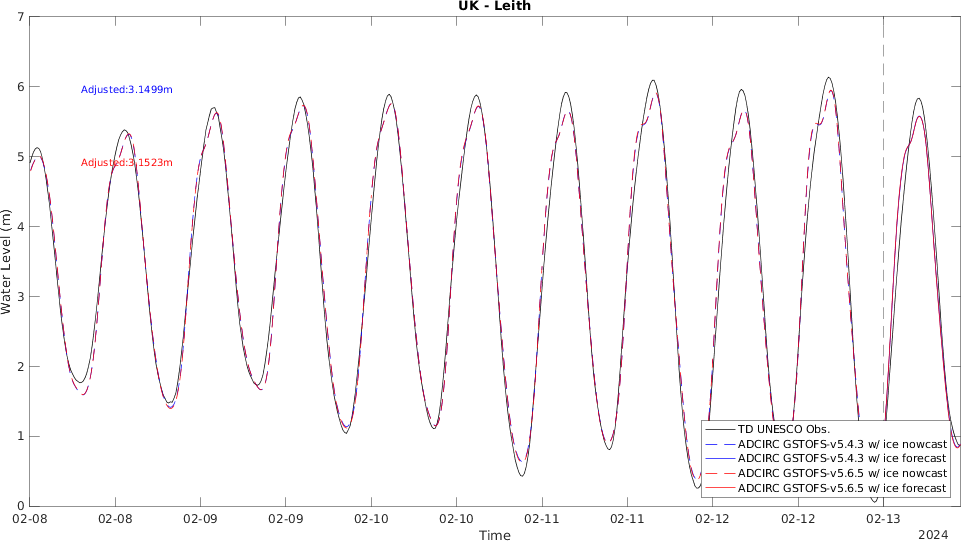 UK - Leith
7
6
5
4
3
2
1
0
Water Level (m)
Adjusted:3.1499m
Adjusted:3.1523m
TD UNESCO Obs.
ADCIRC GSTOFS-v5.4.3 w/ ice nowcast
ADCIRC GSTOFS-v5.4.3 w/ ice forecast
ADCIRC GSTOFS-v5.6.5 w/ ice nowcast
ADCIRC GSTOFS-v5.6.5 w/ ice forecast
02-08 02-08 02-09 02-09 02-10 02-10 02-11 02-11 02-12 02-12 02-13
Time
2024